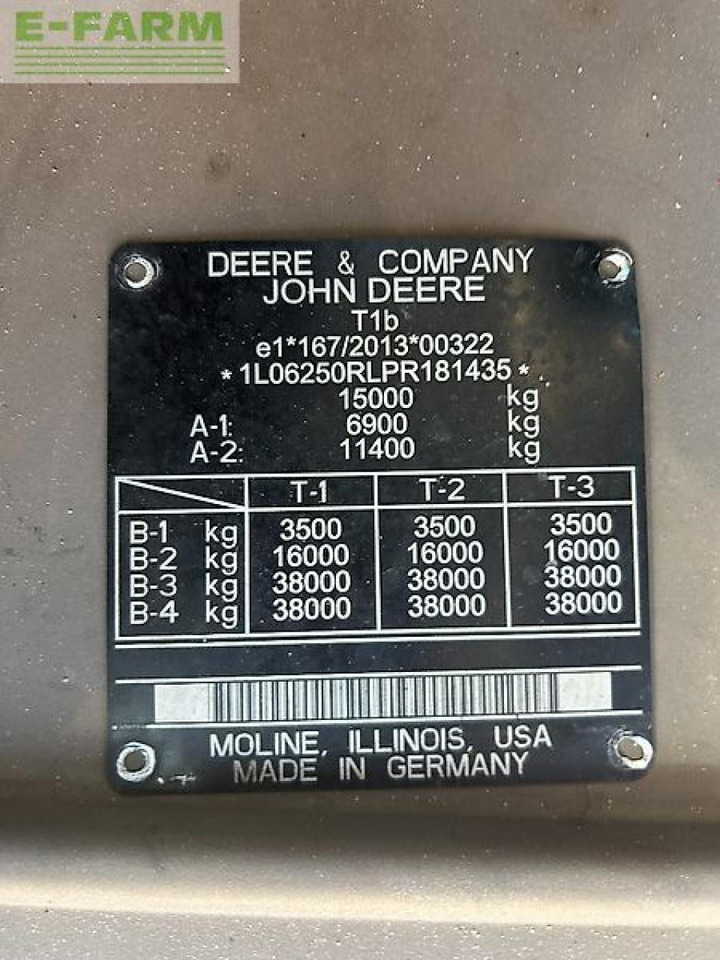 E-FARM
DEERE & COMPANY
JOHN DEERE
T1b
e1*167/2013*00322
*1L06250RLPR181435*
15000 kg
A-1: 6900 kg
A-2: 11400 kg
T-1 T-2 T-3
B-1 kg 3500 3500 3500
B-2 kg 16000 16000 16000
B-3 kg 38000 38000 38000
B-4 kg 38000 38000 38000
MOLINE, ILLINOIS, USA
MADE IN GERMANY